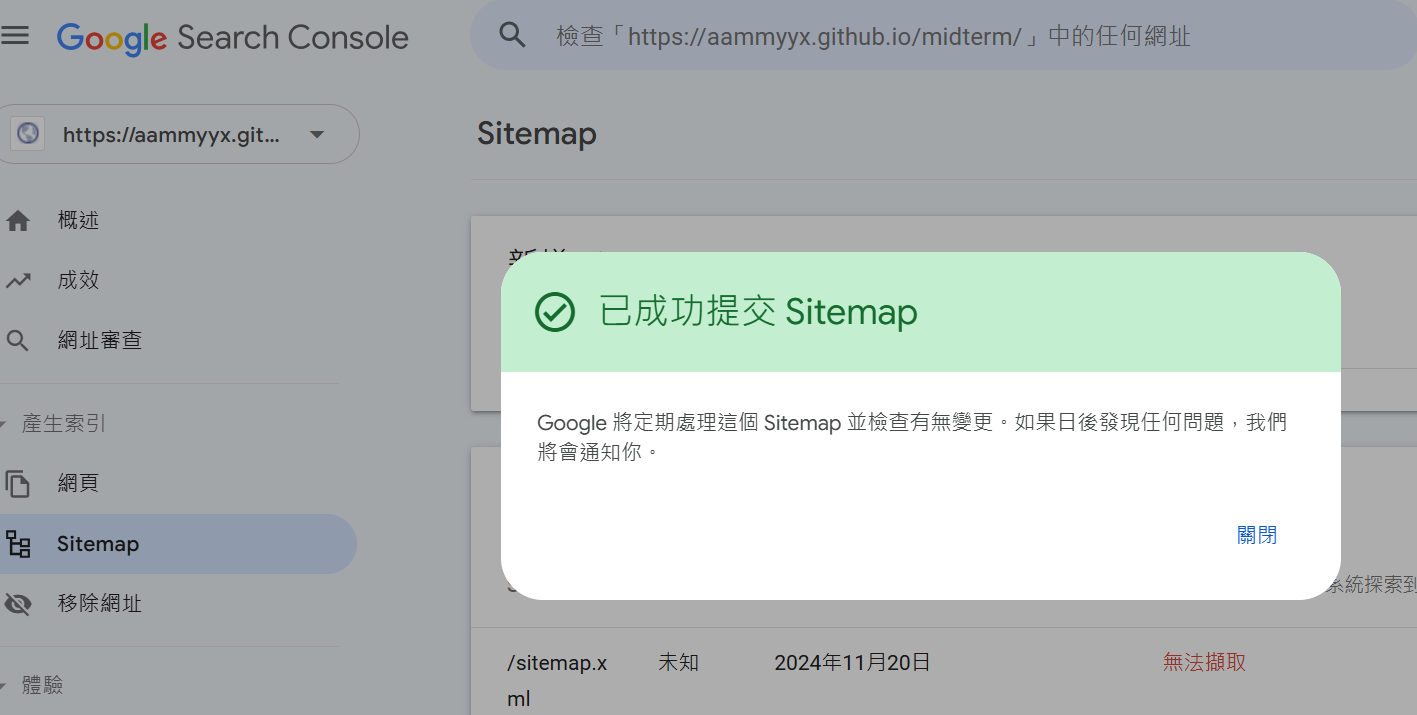 Google Search Console
檢查「https://aammyyx.github.io/midterm/」中的任何網址
https://aammyyx.git...
Sitemap
概述
成效
網址審查
產生索引
網頁
Sitemap
移除網址
體驗
已成功提交 Sitemap
Google 將定期處理這個 Sitemap 並檢查有無變更。如果日後發現任何問題，我們
將會通知你。
關閉
系統探索到
/sitemap.x
ml
未知
2024年11月20日
無法擷取